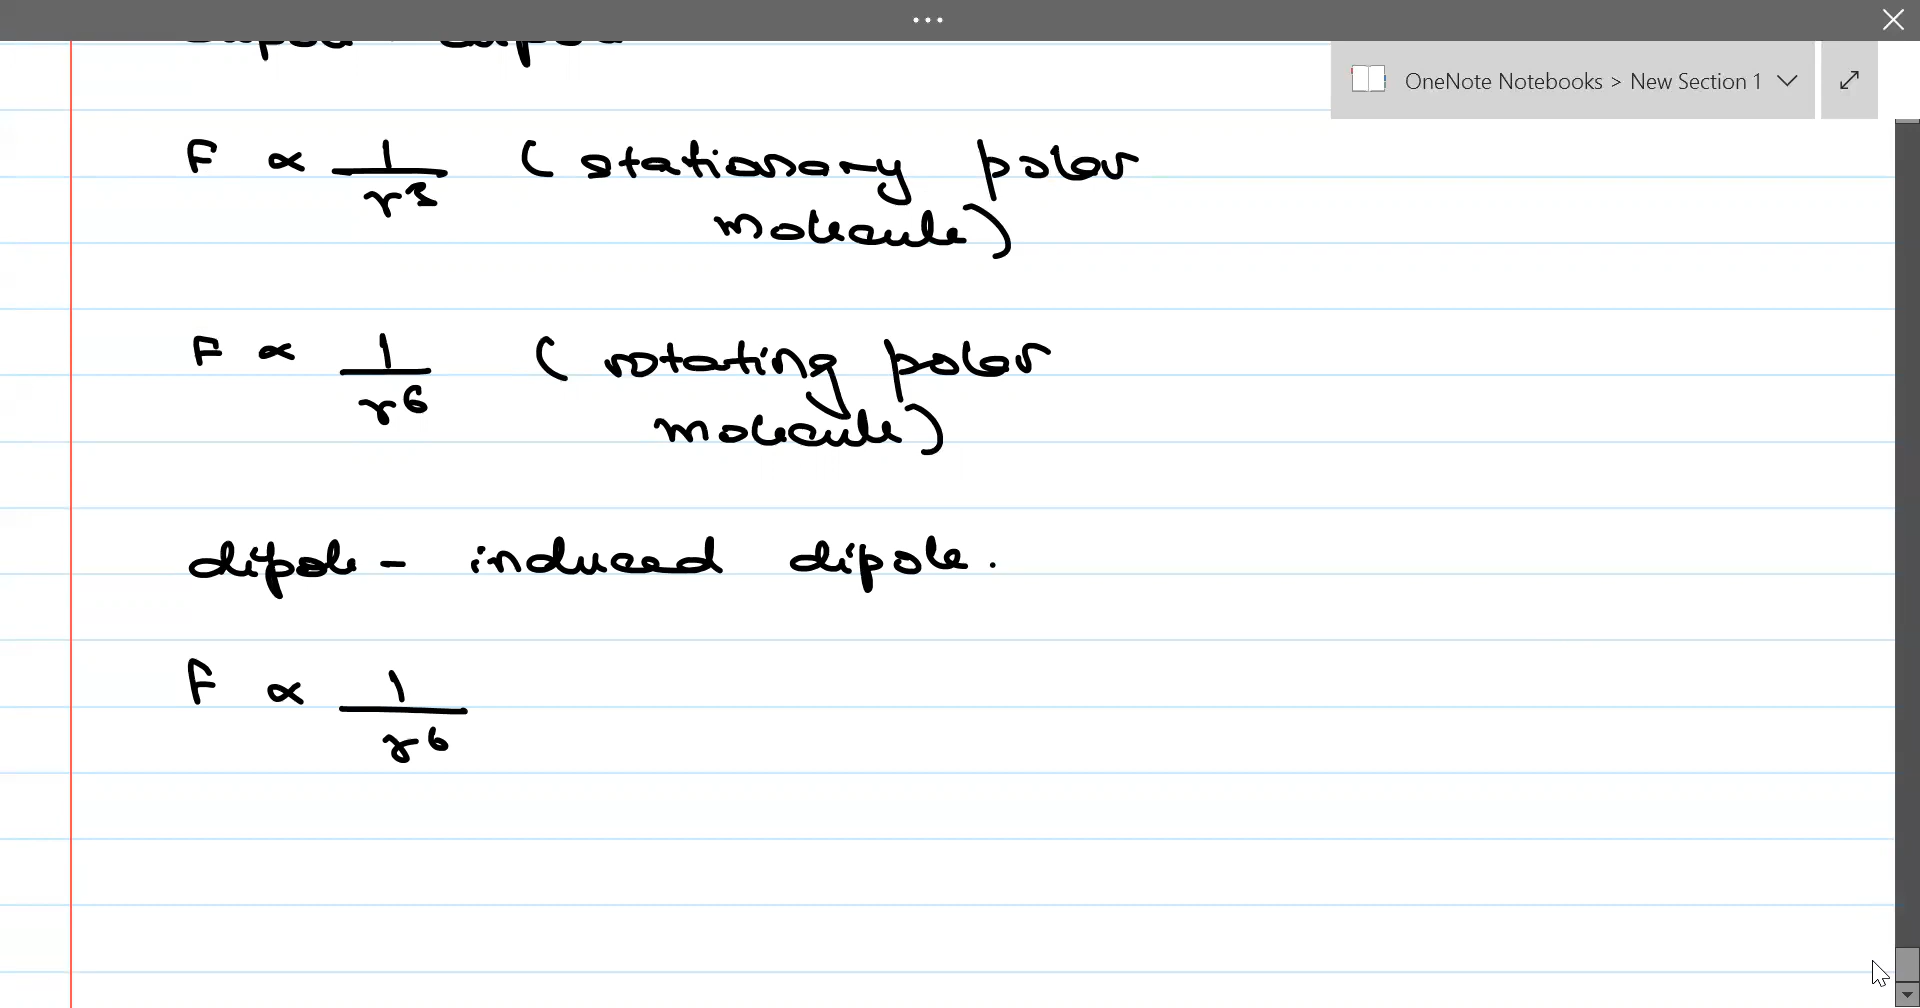 ...
OneNote Notebooks > New Section 1
F ∝ 1/r³ (stationary polar
molecule)
F ∝ 1/r⁶ (rotating polar
molecule)
dipole - induced dipole.
F ∝ 1/r⁶